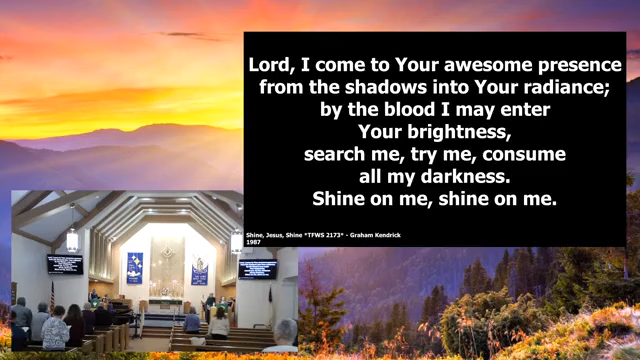 Lord, I come to Your awesome presence
from the shadows into Your radiance;
by the blood I may enter
Your brightness,
search me, try me, consume
all my darkness.
Shine on me, shine on me.
Shine, Jesus, Shine *TFWS 2173* - Graham Kendrick
1987